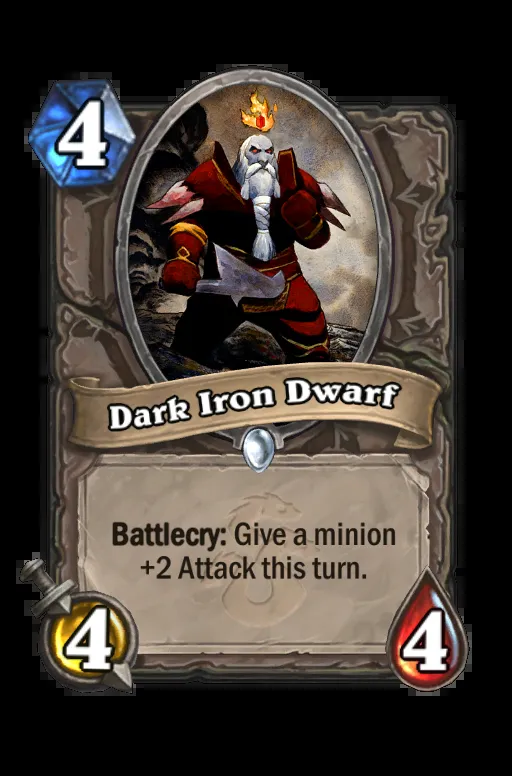 4
Dark Iron Dwarf
Battlecry: Give a minion
+2 Attack this turn.
4
4